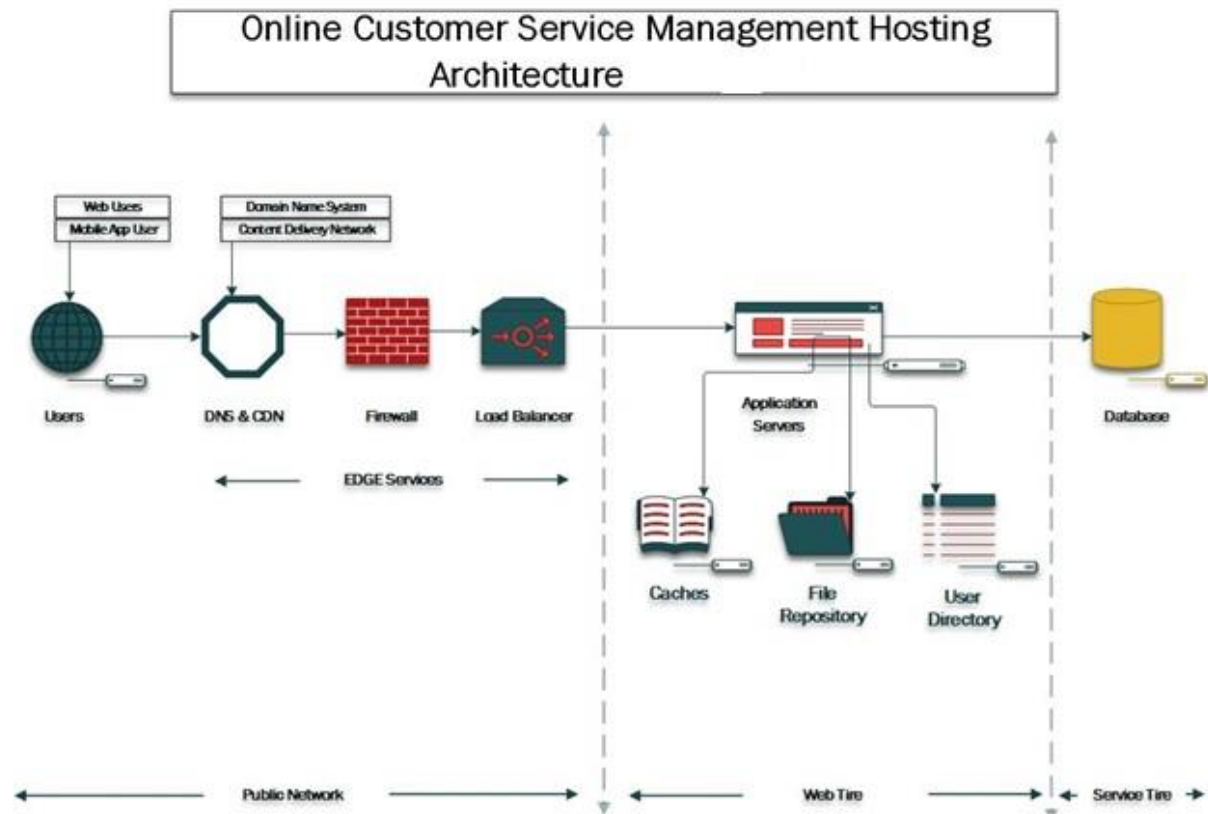 Online Customer Service Management Hosting
Architecture
Web Users
Mobile App User
Domain Name System
Content Delivery Network
Users
DNS & CDN
Firewall
Load Balancer
Application
Servers
Database
EDGE Services
Caches
File
Repository
User
Directory
Public Network
Web Tire
Service Tire